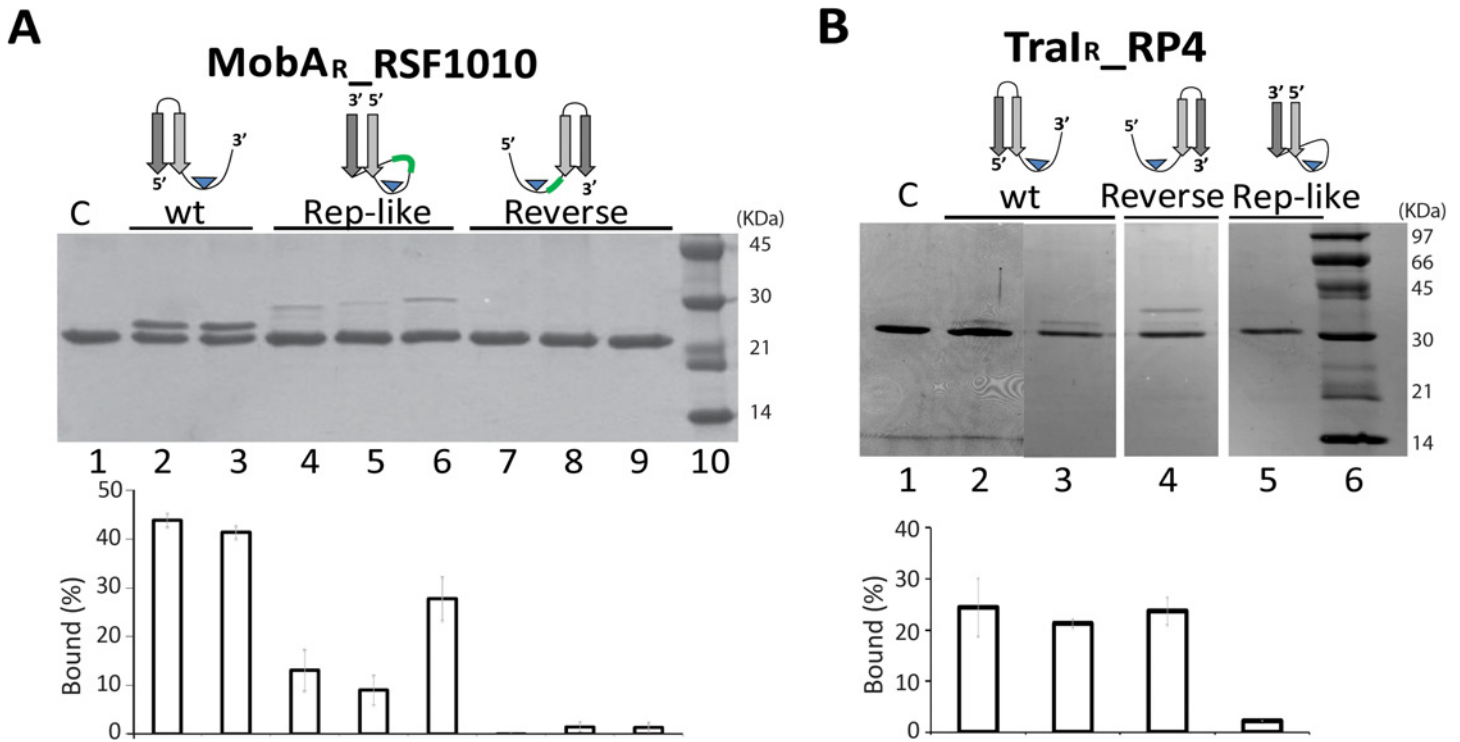 A
MobAR_RSF1010
3’ 5’
3’
5’
5’
3’
C
wt
Rep-like
Reverse
(KDa)
45
30
21
14
1 2 3 4 5 6 7 8 9 10
50
40
30
20
10
0
Bound (%)
B
TraIR_RP4
3’ 5’
3’
5’
5’
3’
C
wt
Reverse
Rep-like
(KDa)
97
66
45
30
21
14
1 2 3 4 5 6
40
30
20
10
0
Bound (%)